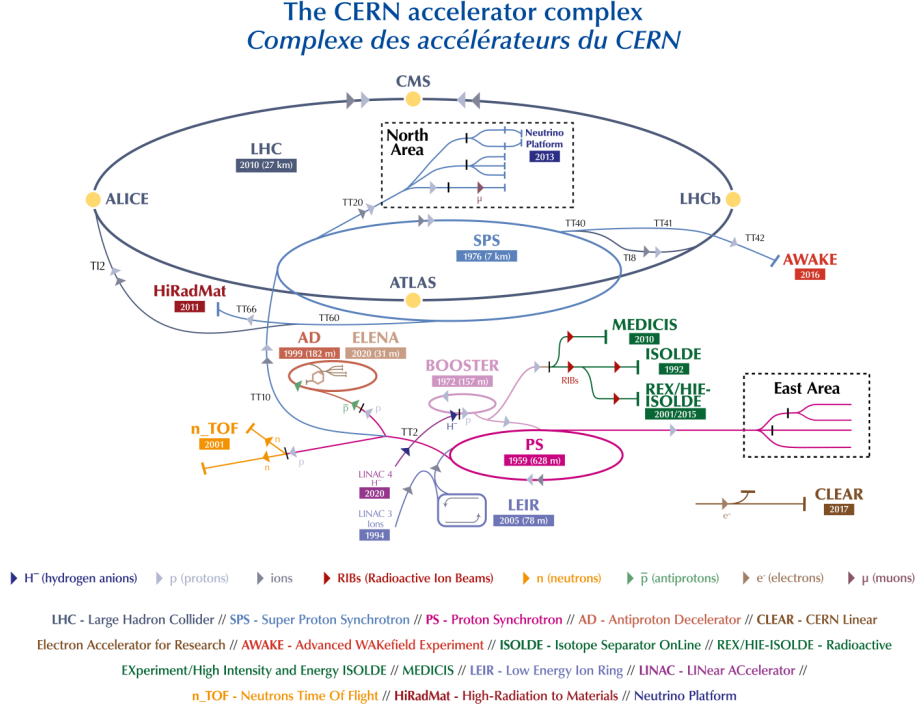 The CERN accelerator complex
Complexe des accélérateurs du CERN
CMS
North
Area
Neutrino
Platform
2013
LHC
2010 (27 km)
μ
ALICE
LHCb
TT20
TT40
TT41
TT42
SPS
1976 (7 km)
TI8
AWAKE
2016
TI2
ATLAS
HiRadMat
2011
TT66
TT60
AD
1999 (182 m)
ELENA
2020 (31 m)
MEDICIS
2010
BOOSTER
1972 (157 m)
ISOLDE
1992
RIBs
REX/HIE-
ISOLDE
2001/2015
East Area
TT10
p̅
p
p
H⁻
TT2
n_TOF
2001
n
n
p
PS
1959 (628 m)
LINAC 4
H⁻
2020
LINAC 3
Ions
1994
LEIR
2005 (78 m)
e⁻
CLEAR
2017
H⁻ (hydrogen anions)
p (protons)
ions
RIBs (Radioactive Ion Beams)
n (neutrons)
p̅ (antiprotons)
e⁻ (electrons)
μ (muons)
LHC - Large Hadron Collider // SPS - Super Proton Synchrotron // PS - Proton Synchrotron // AD - Antiproton Decelerator // CLEAR - CERN Linear
Electron Accelerator for Research // AWAKE - Advanced WAKefield Experiment // ISOLDE - Isotope Separator OnLine // REX/HIE-ISOLDE - Radioactive
EXperiment/High Intensity and Energy ISOLDE // MEDICIS // LEIR - Low Energy Ion Ring // LINAC - LINear ACcelerator //
n_TOF - Neutrons Time Of Flight // HiRadMat - High-Radiation to Materials // Neutrino Platform